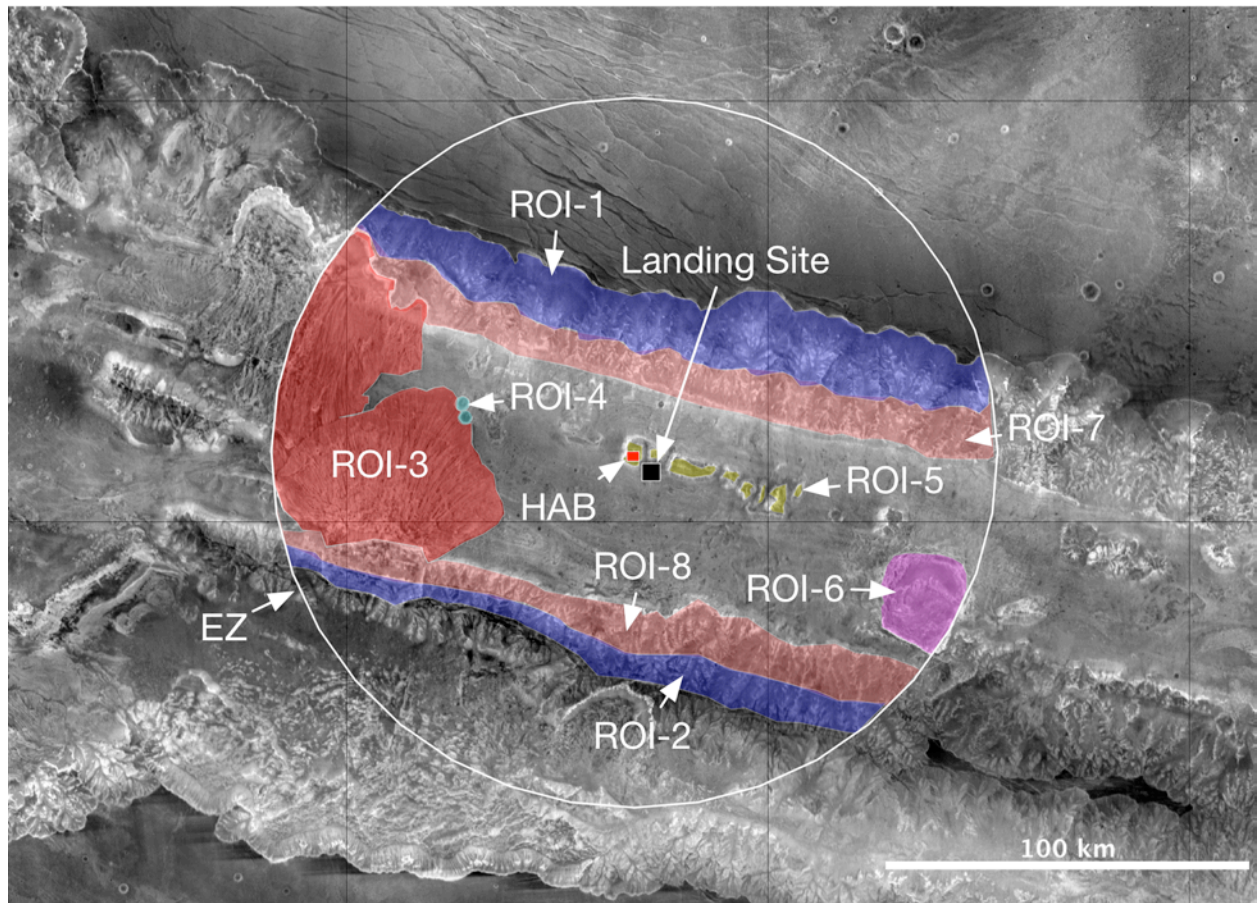 ROI-1
Landing Site
ROI-4
ROI-7
ROI-3
ROI-5
HAB
ROI-8
ROI-6
EZ
ROI-2
100 km